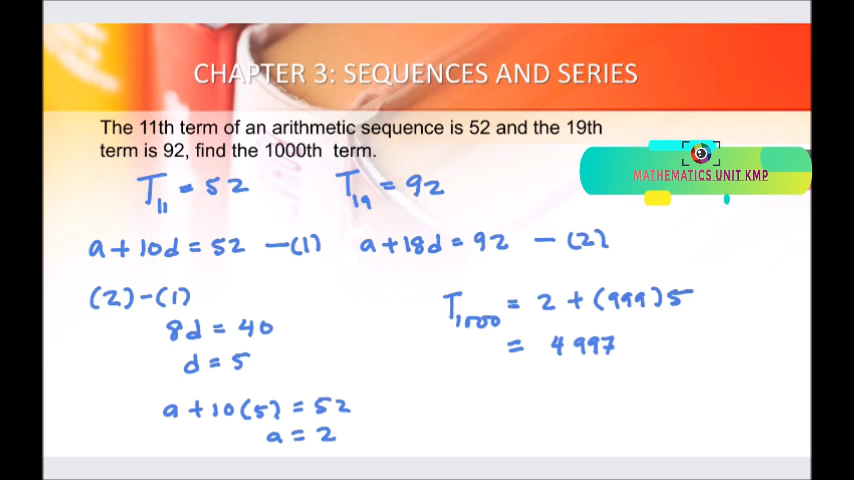 CHAPTER 3: SEQUENCES AND SERIES
The 11th term of an arithmetic sequence is 52 and the 19th
term is 92, find the 1000th term.
MATHEMATICS UNIT KMP
T₁₁ = 52
T₁₉ = 92
a + 10d = 52 —(1)
a + 18d = 92 — (2)
(2) - (1)
8d = 40
d = 5
a + 10(5) = 52
a = 2
T₁₀₀₀ = 2 + (999)5
= 4997